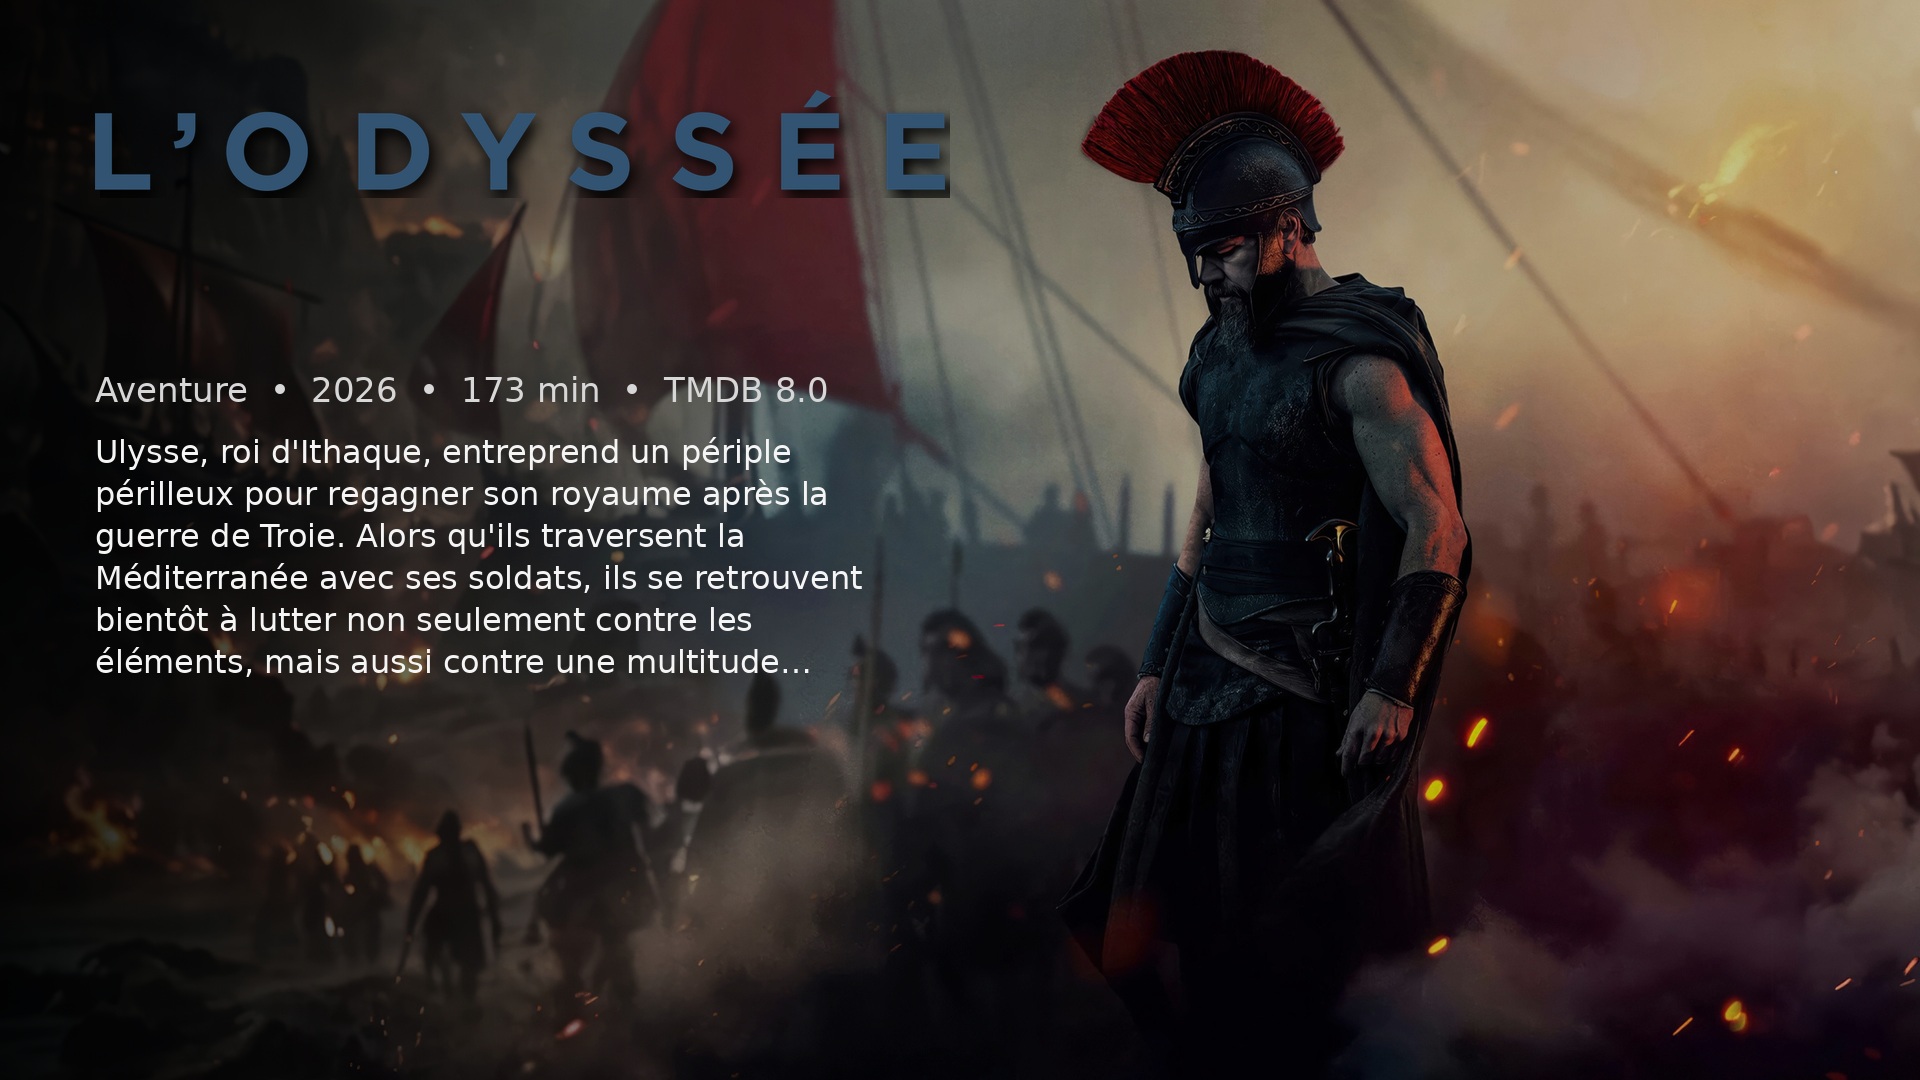 L’ODYSSÉE
Aventure • 2026 • 173 min • TMDB 8.0
Ulysse, roi d'Ithaque, entreprend un périple
périlleux pour regagner son royaume après la
guerre de Troie. Alors qu'ils traversent la
Méditerranée avec ses soldats, ils se retrouvent
bientôt à lutter non seulement contre les
éléments, mais aussi contre une multitude...